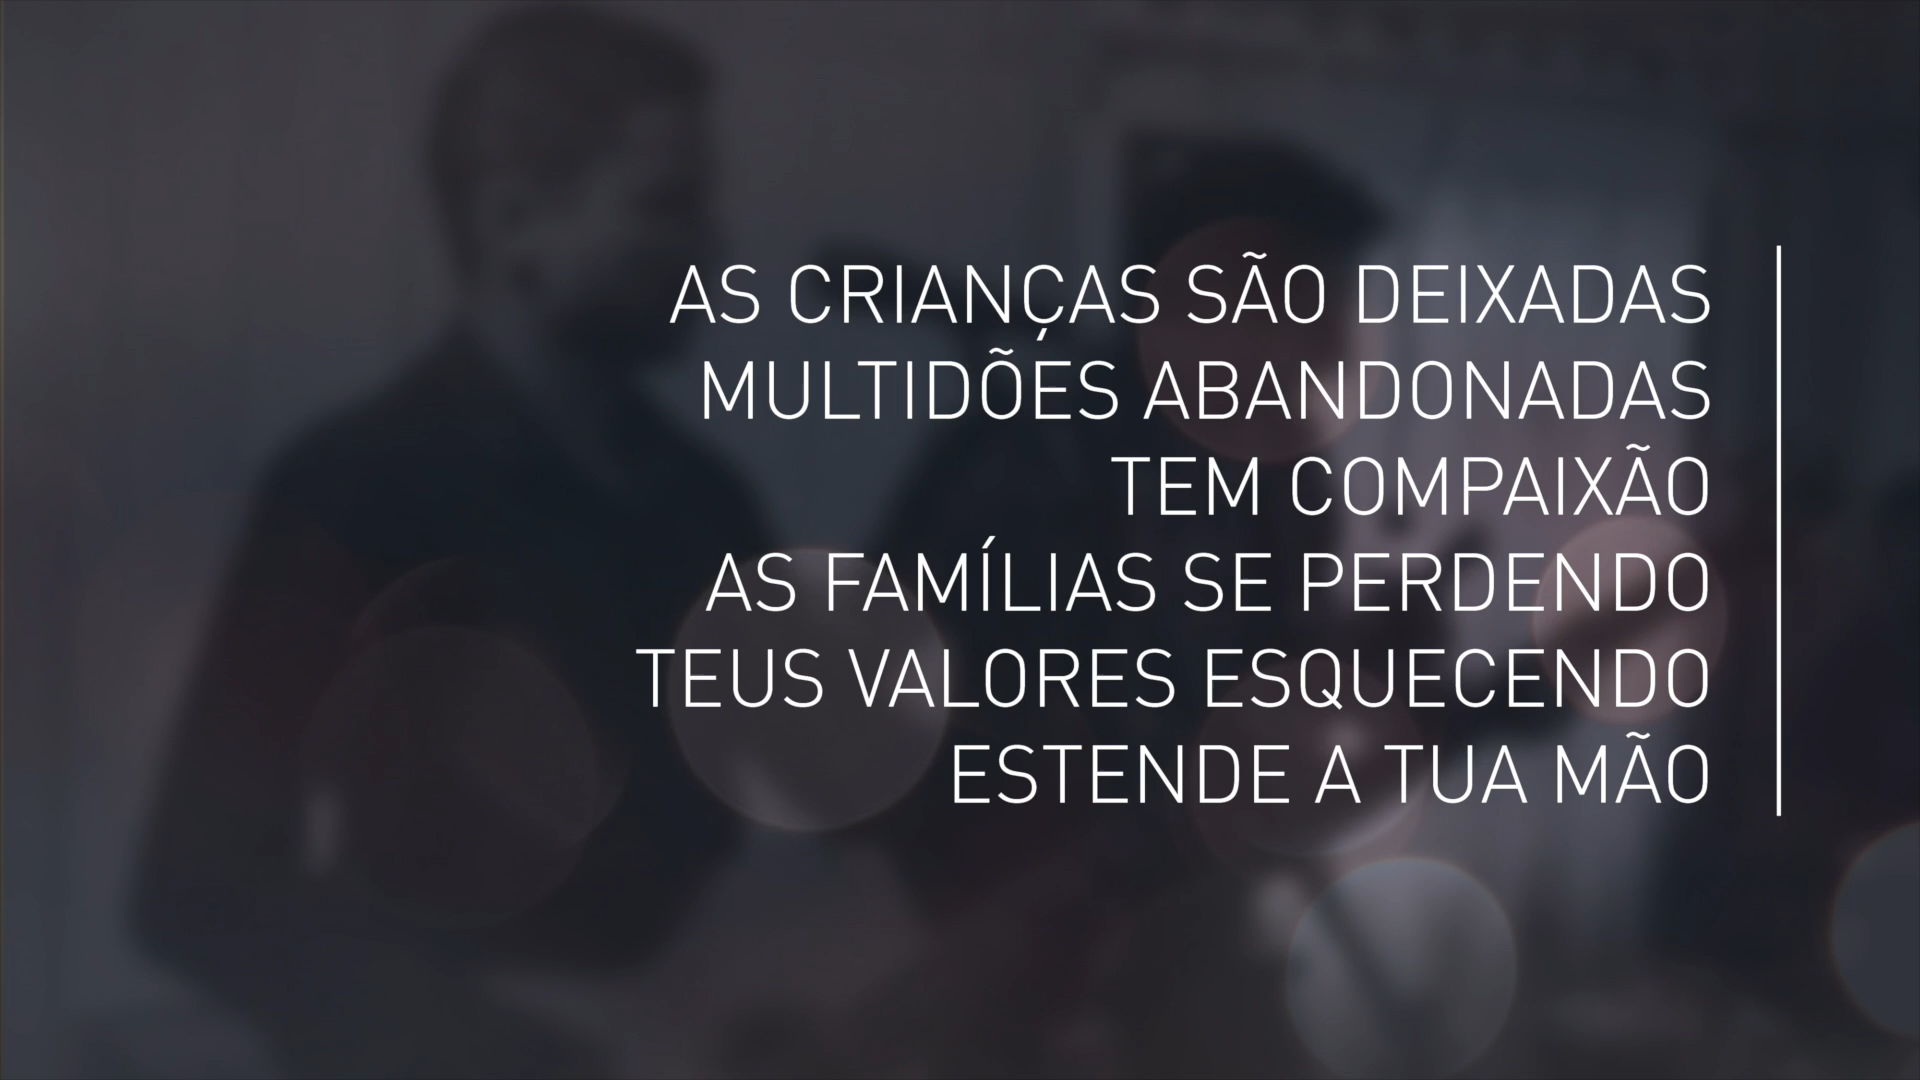 AS CRIANÇAS SÃO DEIXADAS
MULTIDÕES ABANDONADAS
TEM COMPAIXÃO
AS FAMÍLIAS SE PERDENDO
TEUS VALORES ESQUECENDO
ESTENDE A TUA MÃO